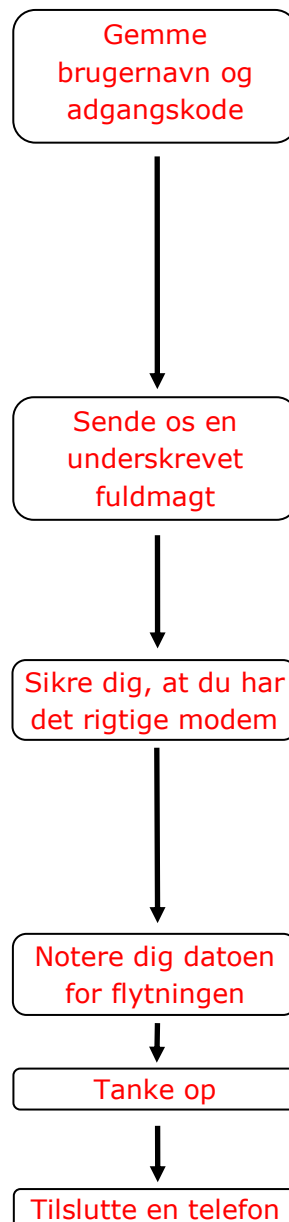 Gemme
brugernavn og
adgangskode
Sende os en
underskrevet
fuldmagt
Sikre dig, at du har
det rigtige modem
Notere dig datoen
for flytningen
Tanke op
Tilslutte en telefon